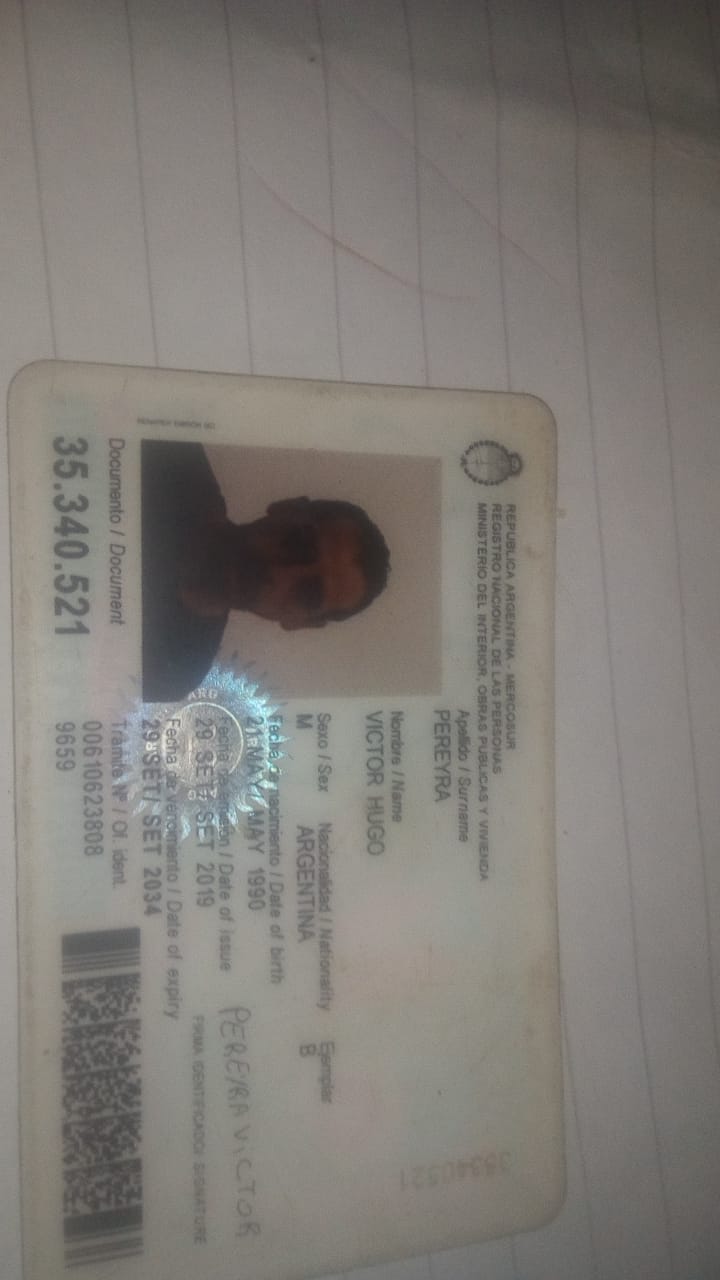 REPUBLICA ARGENTINA - MERCOSUR
REGISTRO NACIONAL DE LAS PERSONAS
MINISTERIO DEL INTERIOR, OBRAS PUBLICAS Y VIVIENDA
Apellido / Surname
PEREYRA
Nombre / Name
VICTOR HUGO
Sexo / Sex Nacionalidad / Nationality Ejemplar
M ARGENTINA B
Fecha de nacimiento / Date of birth
21 MAY/ MAY 1990
Fecha de emisión / Date of issue
29 SET/ SET 2019
Fecha de vencimiento / Date of expiry
29 SET/ SET 2034
PEREYRA VICTOR
FIRMA IDENTIFICADO/ SIGNATURE
Documento / Document
35.340.521
Trámite Nº / Of. ident.
00610623808
9659
ARG
35340521